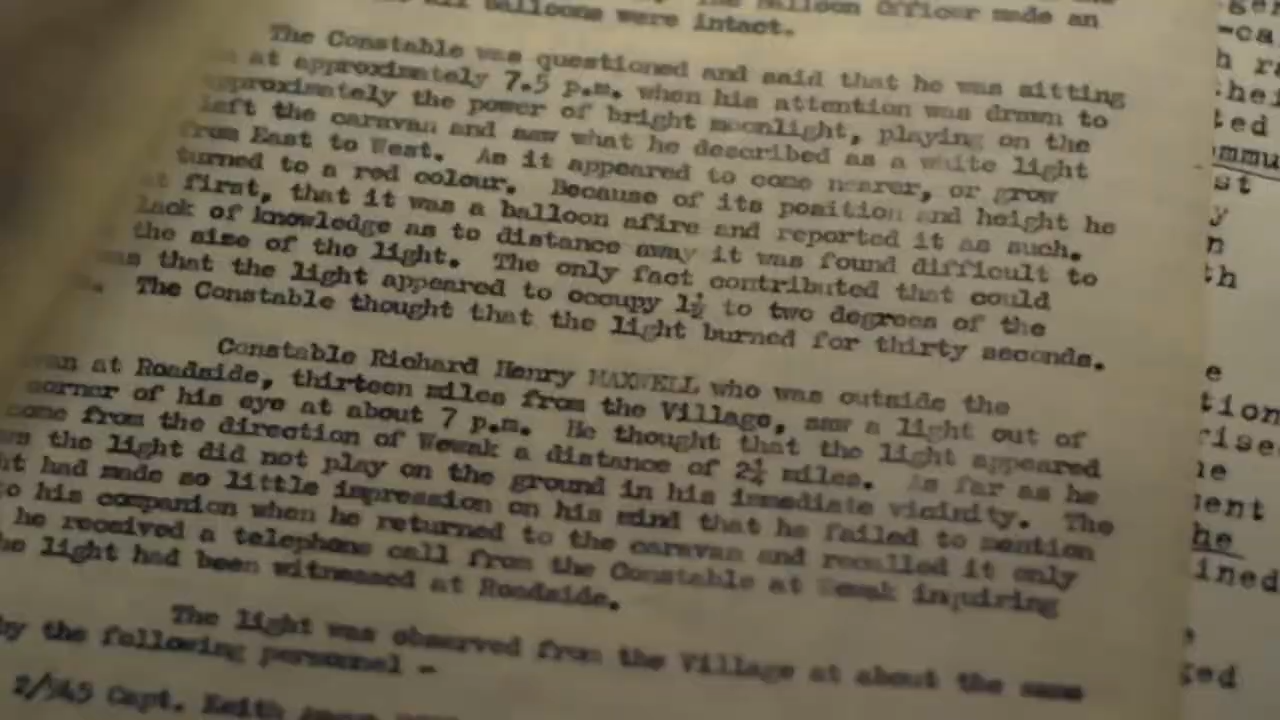 all balloons were intact.
Balloon Officer made an
The Constable was questioned and said that he was sitting
at approximately 7.5 p.m. when his attention was drawn to
approximately the power of bright moonlight, playing on the
left the caravan and saw what he described as a white light
from East to West. As it appeared to come nearer, or grow
turned to a red colour. Because of its position and height he
at first, that it was a balloon afire and reported it as such.
lack of knowledge as to distance away it was found difficult to
the size of the light. The only fact contributed that could
was that the light appeared to occupy 1½ to two degrees of the
The Constable thought that the light burned for thirty seconds.
Constable Richard Henry MAXWELL who was outside the
at Roadside, thirteen miles from the Village, saw a light out of
corner of his eye at about 7 p.m. He thought that the light appeared
come from the direction of Wewak a distance of 2¼ miles. As far as he
the light did not play on the ground in his immediate vicinity. The
had made so little impression on his mind that he failed to mention
to his companion when he returned to the caravan and recalled it only
he received a telephone call from the Constable at Wewak inquiring
the light had been witnessed at Roadside.
The light was observed from the Village at about the same
by the following personnel -
Capt. Keith